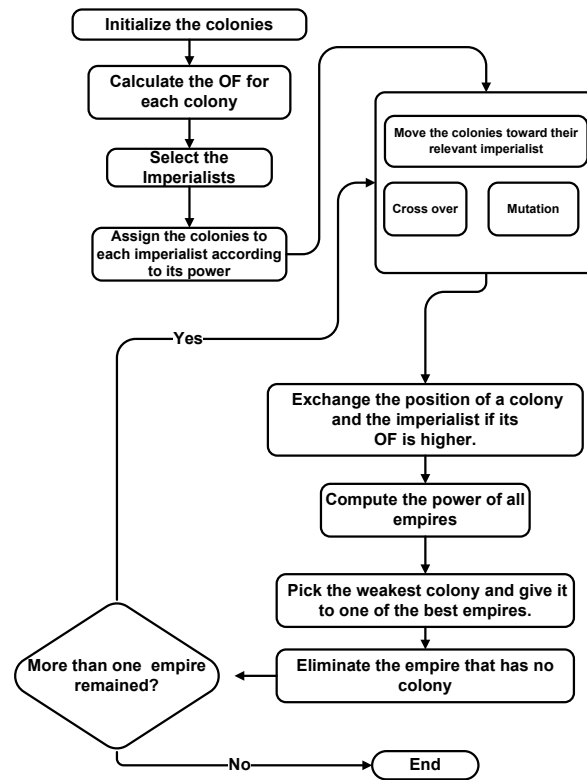 Initialize the colonies
Calculate the OF for
each colony
Select the
Imperialists
Assign the colonies to
each imperialist according
to its power
Move the colonies toward their
relevant imperialist
Cross over
Mutation
Yes
Exchange the position of a colony
and the imperialist if its
OF is higher.
Compute the power of all
empires
Pick the weakest colony and give it
to one of the best empires.
Eliminate the empire that has no
colony
More than one empire
remained?
No
End